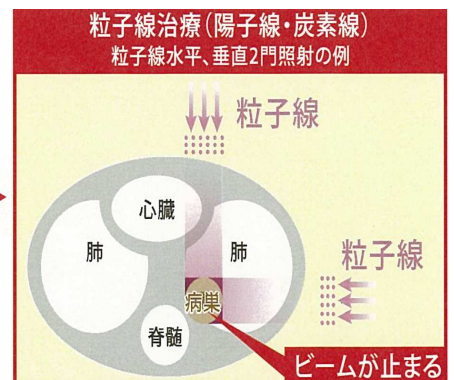 粒子線治療（陽子線・炭素線）
粒子線水平、垂直2門照射の例
粒子線
心臓
肺
肺
粒子線
病巣
脊髄
ビームが止まる